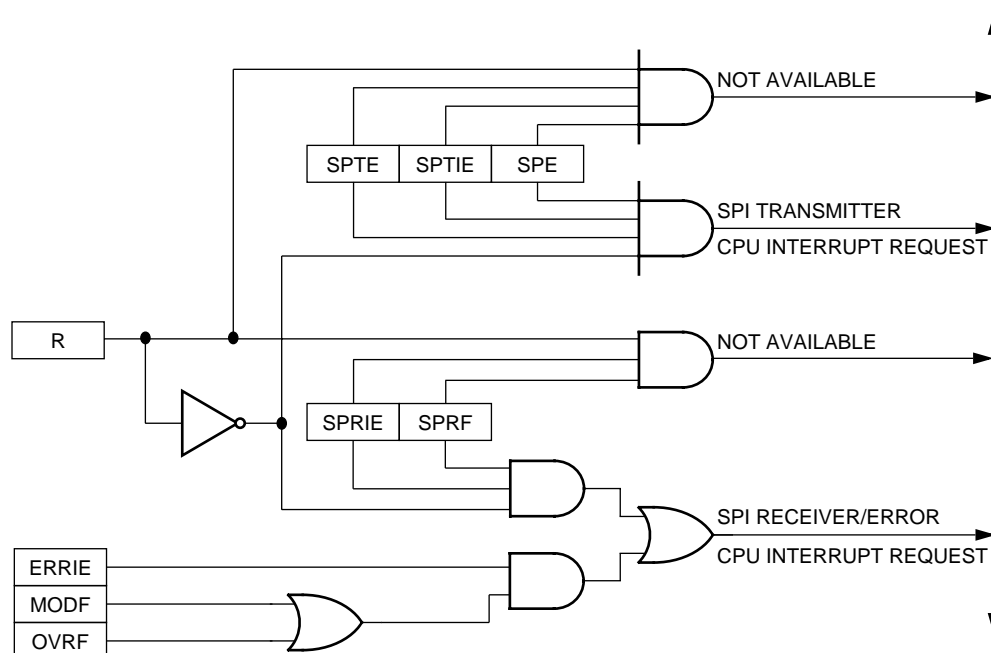 NOT AVAILABLE
SPTE SPTIE SPE
SPI TRANSMITTER
CPU INTERRUPT REQUEST
R
NOT AVAILABLE
SPRIE SPRF
SPI RECEIVER/ERROR
CPU INTERRUPT REQUEST
ERRIE
MODF
OVRF